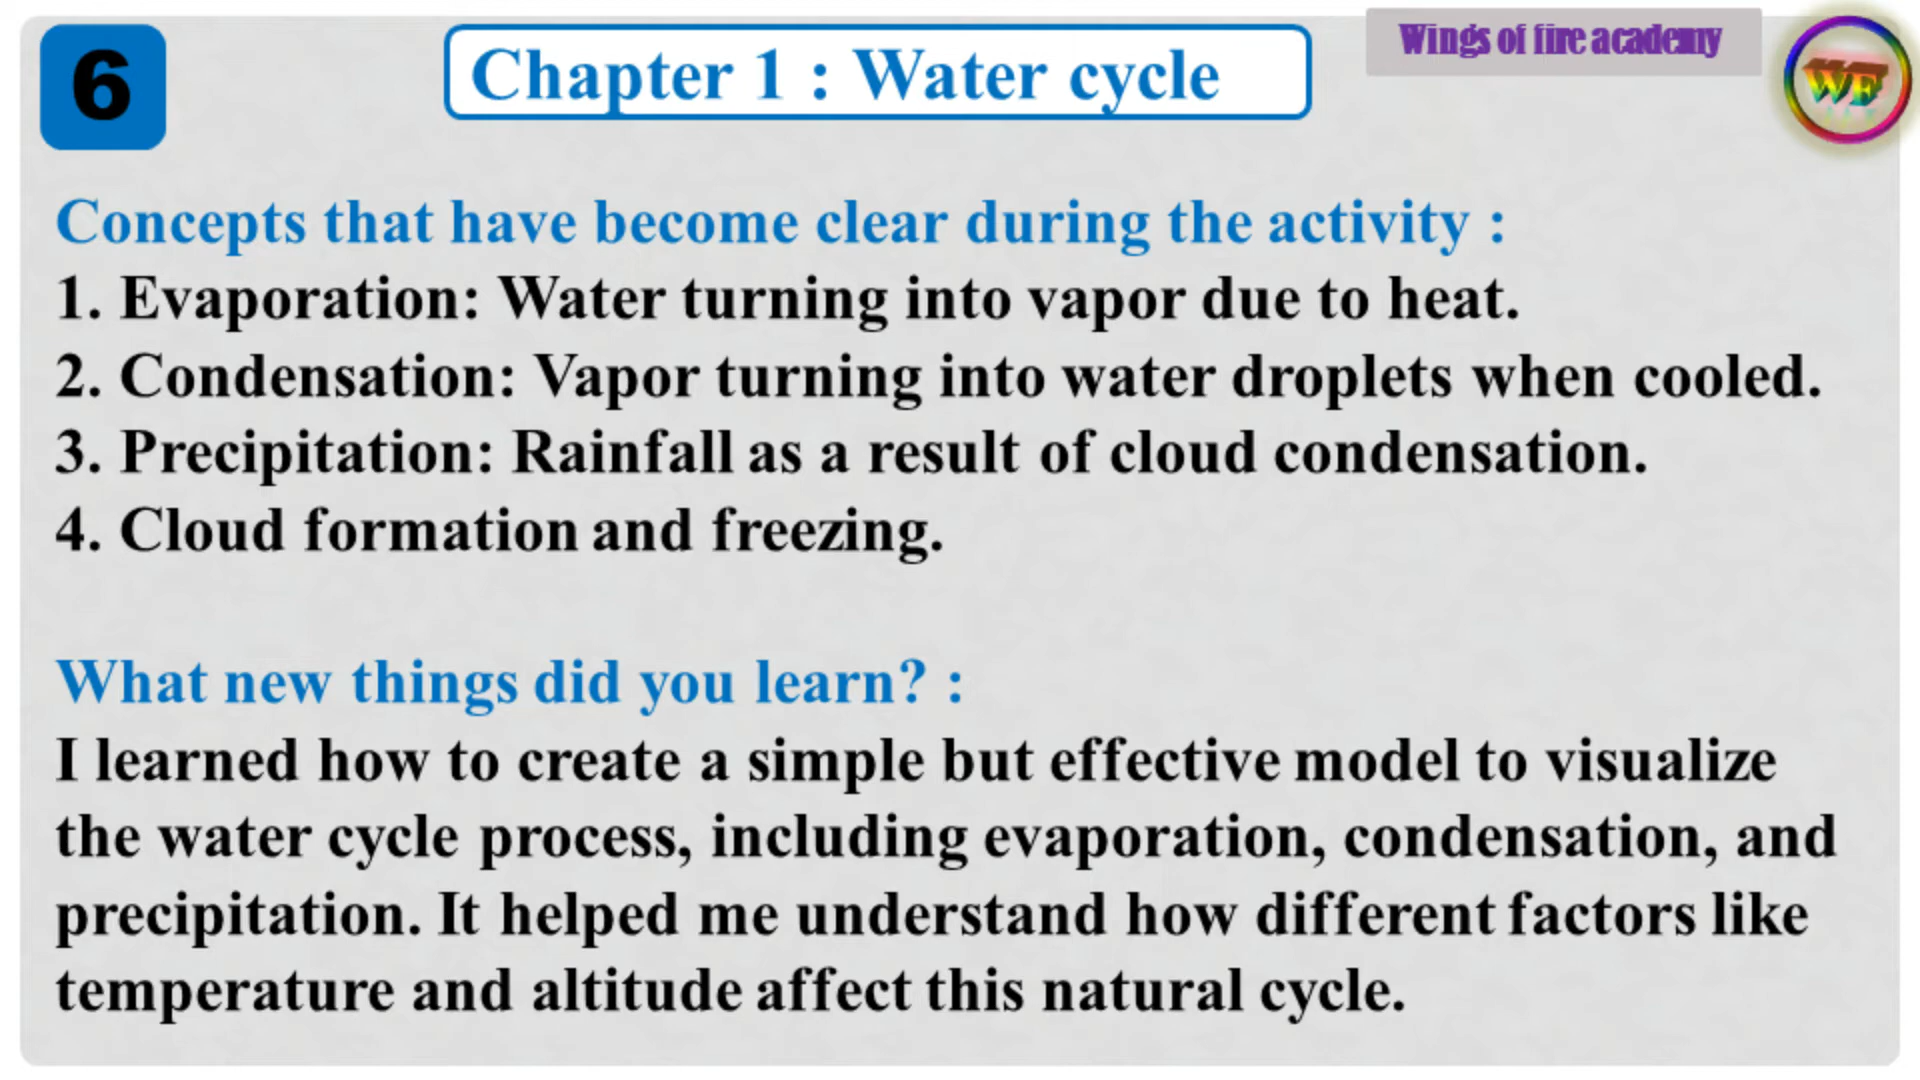 6
Chapter 1 : Water cycle
Wings of fire academy
WF
Concepts that have become clear during the activity :
1. Evaporation: Water turning into vapor due to heat.
2. Condensation: Vapor turning into water droplets when cooled.
3. Precipitation: Rainfall as a result of cloud condensation.
4. Cloud formation and freezing.
What new things did you learn? :
I learned how to create a simple but effective model to visualize
the water cycle process, including evaporation, condensation, and
precipitation. It helped me understand how different factors like
temperature and altitude affect this natural cycle.